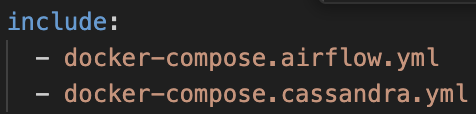 include:
- docker-compose.airflow.yml
- docker-compose.cassandra.yml